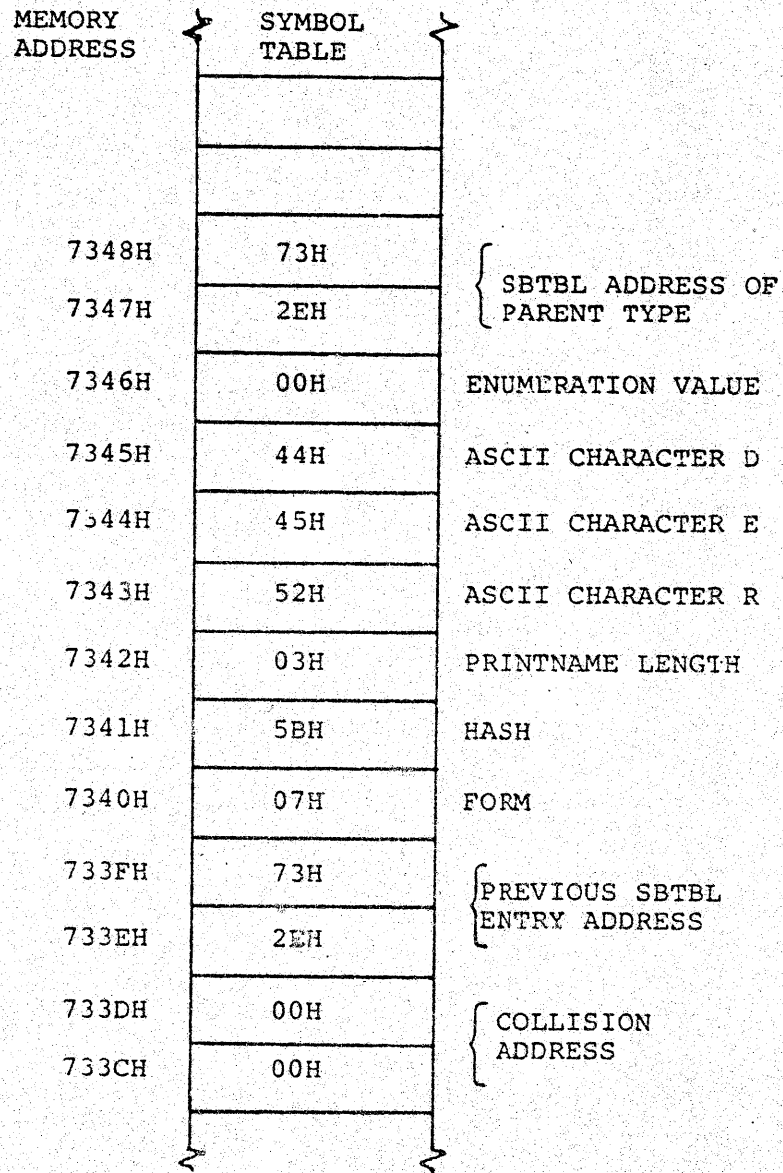 MEMORY SYMBOL
ADDRESS TABLE
7348H 73H
SBTBL ADDRESS OF
7347H 2EH PARENT TYPE
7346H 00H ENUMERATION VALUE
7345H 44H ASCII CHARACTER D
7344H 45H ASCII CHARACTER E
7343H 52H ASCII CHARACTER R
7342H 03H PRINTNAME LENGTH
7341H 5BH HASH
7340H 07H FORM
733FH 73H PREVIOUS SBTBL
733EH 2EH ENTRY ADDRESS
733DH 00H COLLISION
733CH 00H ADDRESS